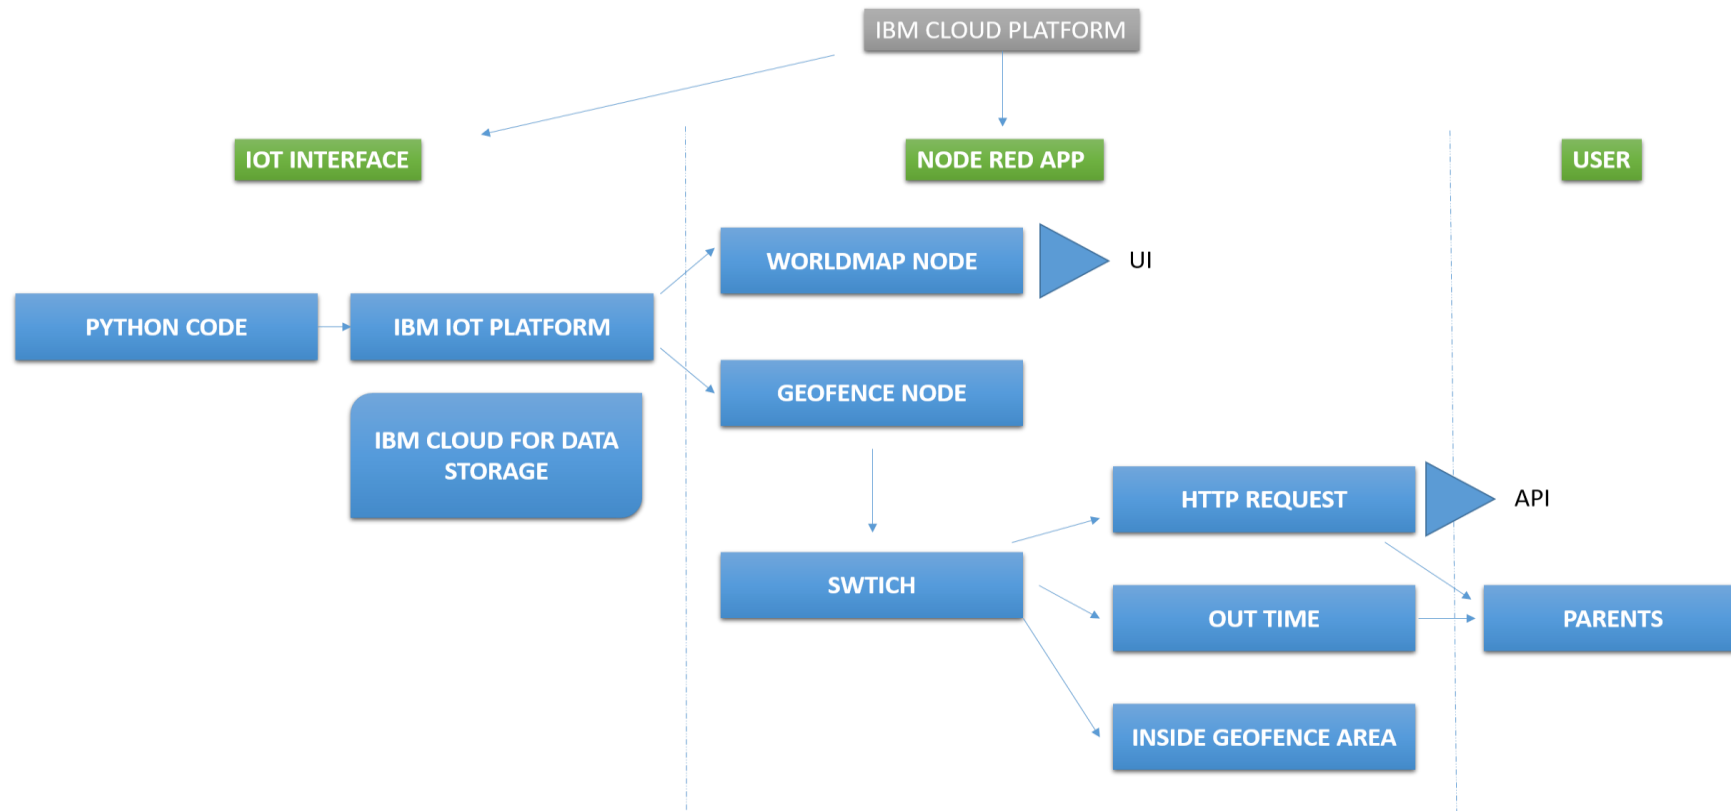 IBM CLOUD PLATFORM
IOT INTERFACE
NODE RED APP
USER
WORLDMAP NODE
UI
PYTHON CODE
IBM IOT PLATFORM
GEOFENCE NODE
IBM CLOUD FOR DATA
STORAGE
HTTP REQUEST
API
SWTICH
OUT TIME
PARENTS
INSIDE GEOFENCE AREA